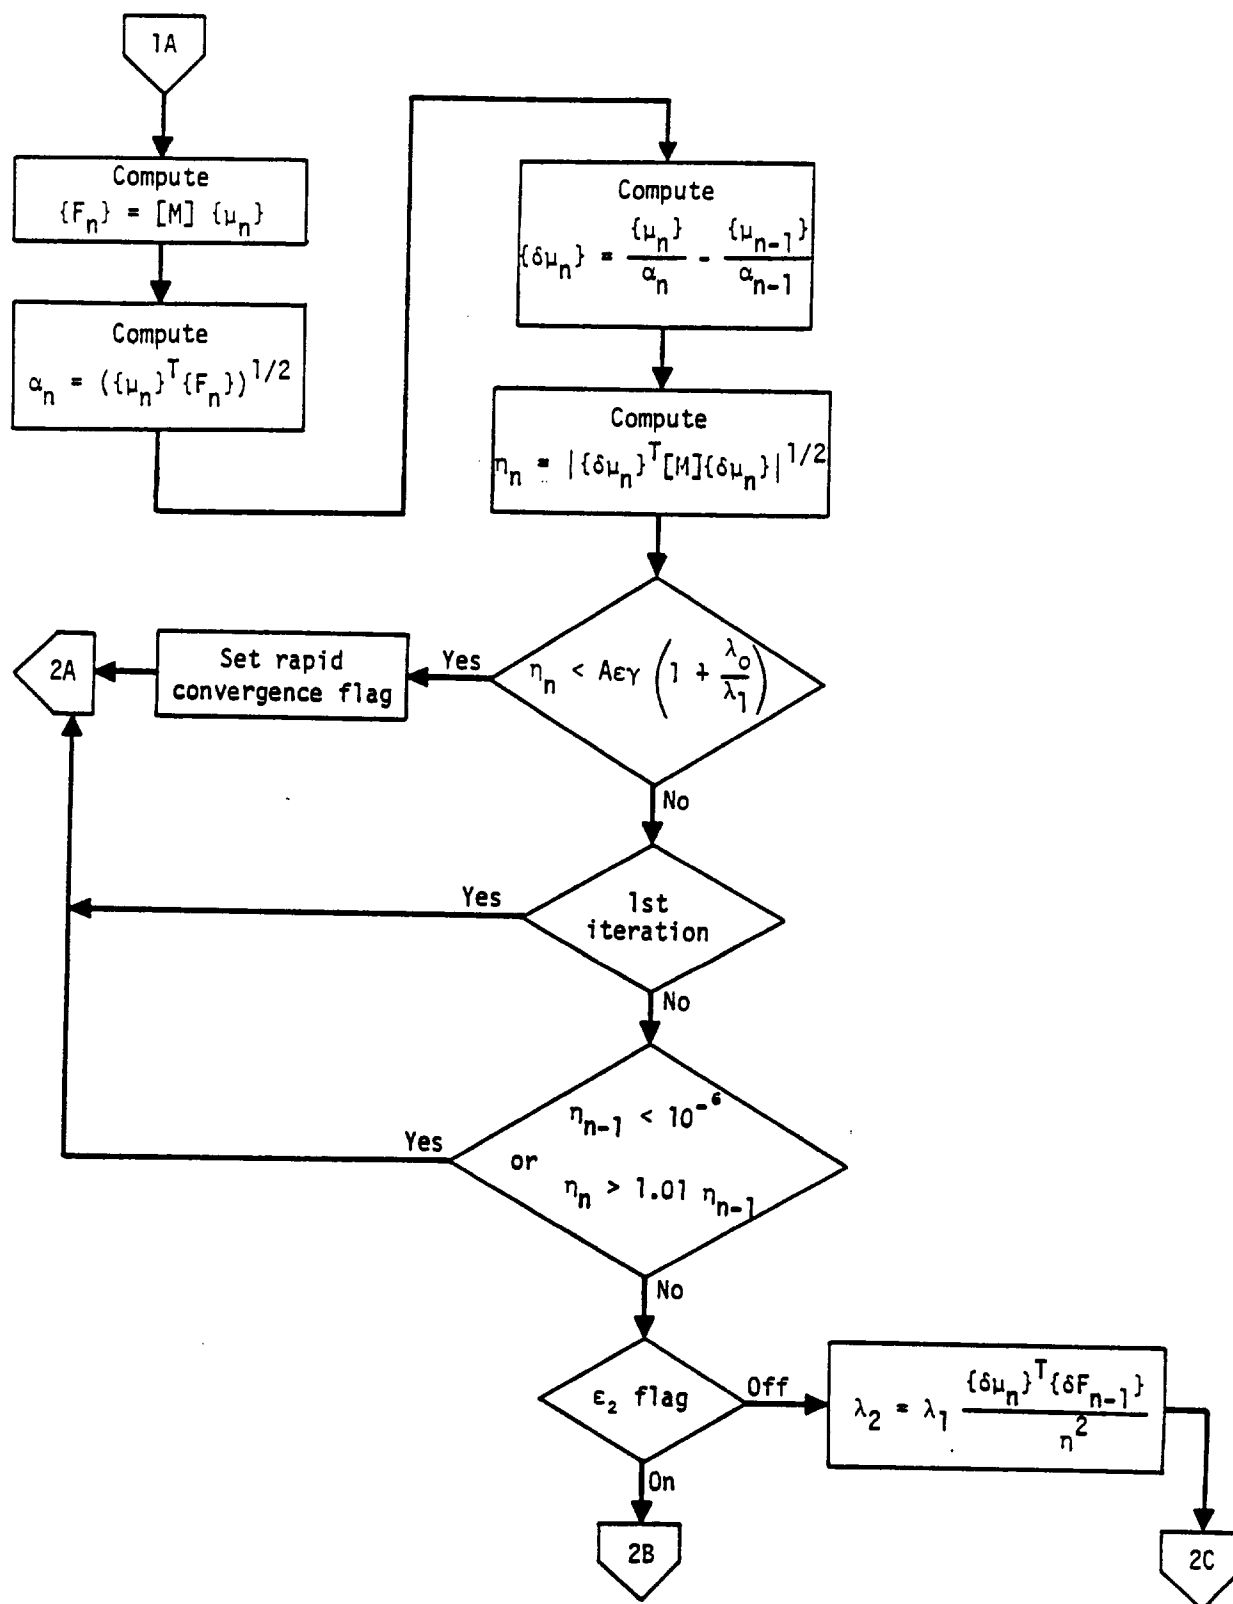 1A
Compute
{F_n} = [M] {μ_n}
Compute
α_n = ({μ_n}^T {F_n})^1/2
Compute
{δμ_n} = {μ_n}/α_n - {μ_n-1}/α_n-1
Compute
η_n = |{δμ_n}^T [M]{δμ_n}|^1/2
η_n < Aεγ (1 + λ_0/λ_1)
Yes
Set rapid
convergence flag
2A
No
1st
iteration
Yes
No
η_n-1 < 10^-6
or
η_n > 1.01 η_n-1
Yes
No
ε_2 flag
Off
λ_2 = λ_1 {δμ_n}^T {δF_n-1}/η^2
On
2B
2C